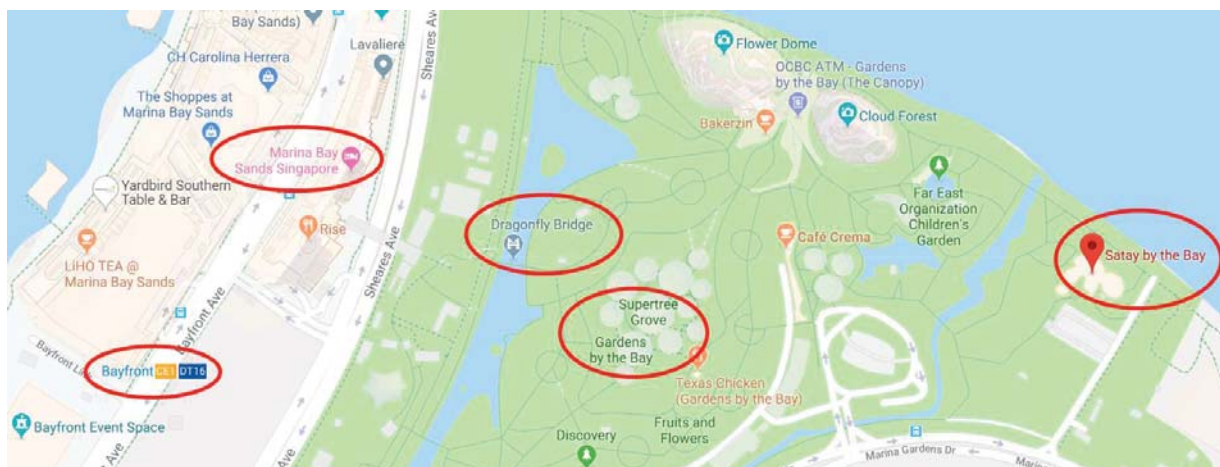 Bay Sands)
CH Carolina Herrera
Lavaliere
The Shoppes at
Marina Bay Sands
Marina Bay
Sands Singapore
Yardbird Southern
Table & Bar
Rise
LiHO TEA @
Marina Bay Sands
Bayfront Ave
Bayfront
CE1
DT16
Bayfront Event Space
Bayfront Ave
Sheares Ave
Sheares Ave
Dragonfly Bridge
Flower Dome
OCBC ATM - Gardens
by the Bay (The Canopy)
Bakerzin
Cloud Forest
Far East
Organization
Children's
Garden
Café Crema
Satay by the Bay
Supertree
Grove
Gardens
by the Bay
Texas Chicken
(Gardens by the Bay)
Fruits and
Flowers
Discovery
Marina Gardens Dr